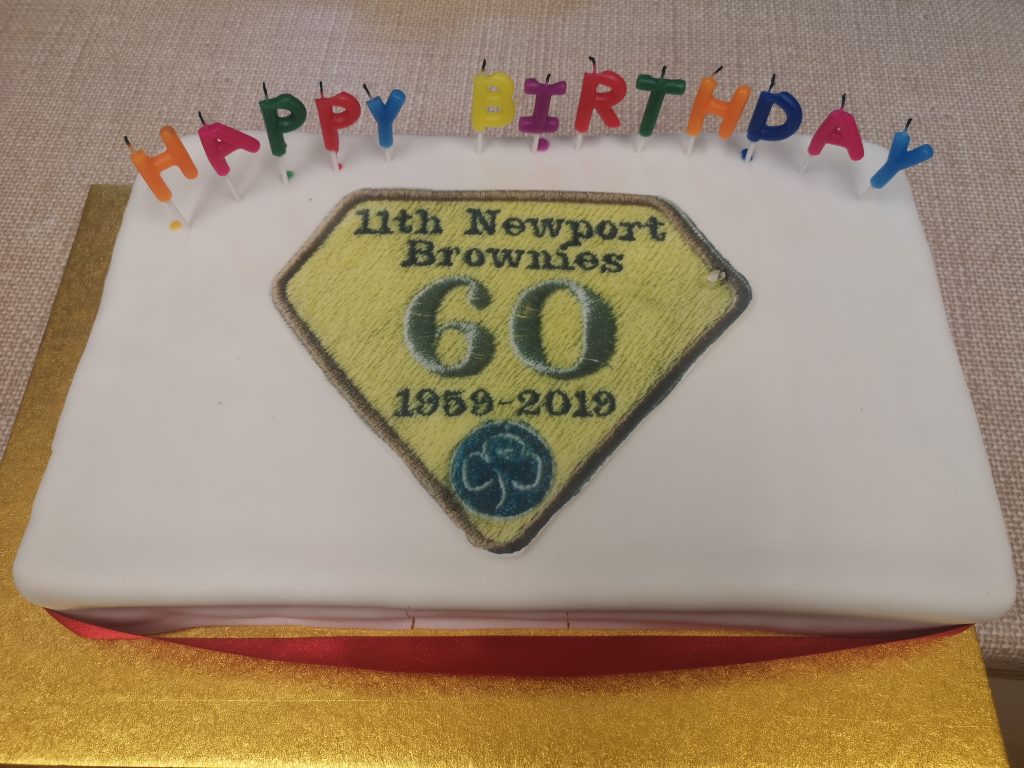 HAPPY BIRTHDAY
11th Newport
Brownies
60
1959-2019